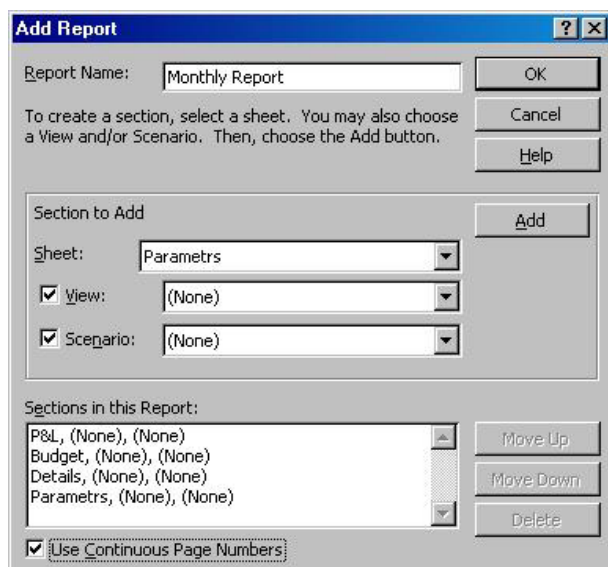 Add Report
Report Name: Monthly Report
OK
To create a section, select a sheet. You may also choose
a View and/or Scenario. Then, choose the Add button.
Cancel
Help
Section to Add
Add
Sheet: Parametrs
View: (None)
Scenario: (None)
Sections in this Report:
P&L, (None), (None)
Budget, (None), (None)
Details, (None), (None)
Parametrs, (None), (None)
Move Up
Move Down
Delete
Use Continuous Page Numbers